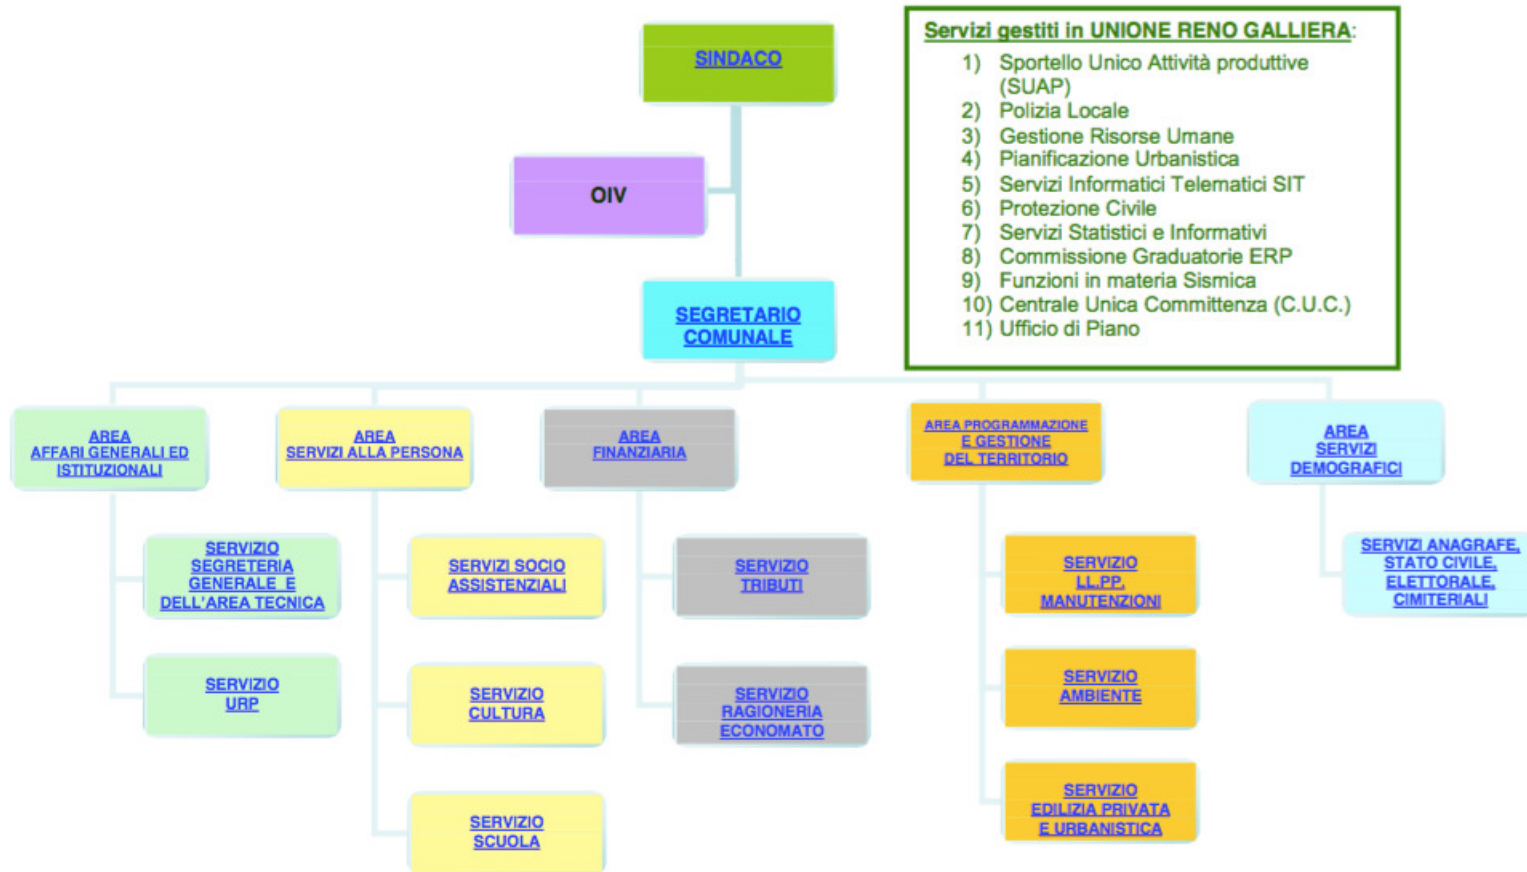 SINDACO
OIV
SEGRETARIO
COMUNALE
Servizi gestiti in UNIONE RENO GALLIERA:
1) Sportello Unico Attività produttive
(SUAP)
2) Polizia Locale
3) Gestione Risorse Umane
4) Pianificazione Urbanistica
5) Servizi Informatici Telematici SIT
6) Protezione Civile
7) Servizi Statistici e Informativi
8) Commissione Graduatorie ERP
9) Funzioni in materia Sismica
10) Centrale Unica Committenza (C.U.C.)
11) Ufficio di Piano
AREA
AFFARI GENERALI ED
ISTITUZIONALI
AREA
SERVIZI ALLA PERSONA
AREA
FINANZIARIA
AREA PROGRAMMAZIONE
E GESTIONE
DEL TERRITORIO
AREA
SERVIZI
DEMOGRAFICI
SERVIZIO
SEGRETERIA
GENERALE E
DELL'AREA TECNICA
SERVIZI SOCIO
ASSISTENZIALI
SERVIZIO
TRIBUTI
SERVIZIO
LL.PP.
MANUTENZIONI
SERVIZI ANAGRAFE,
STATO CIVILE,
ELETTORALE,
CIMITERIALI
SERVIZIO
URP
SERVIZIO
CULTURA
SERVIZIO
RAGIONERIA
ECONOMATO
SERVIZIO
AMBIENTE
SERVIZIO
SCUOLA
SERVIZIO
EDILIZIA PRIVATA
E URBANISTICA